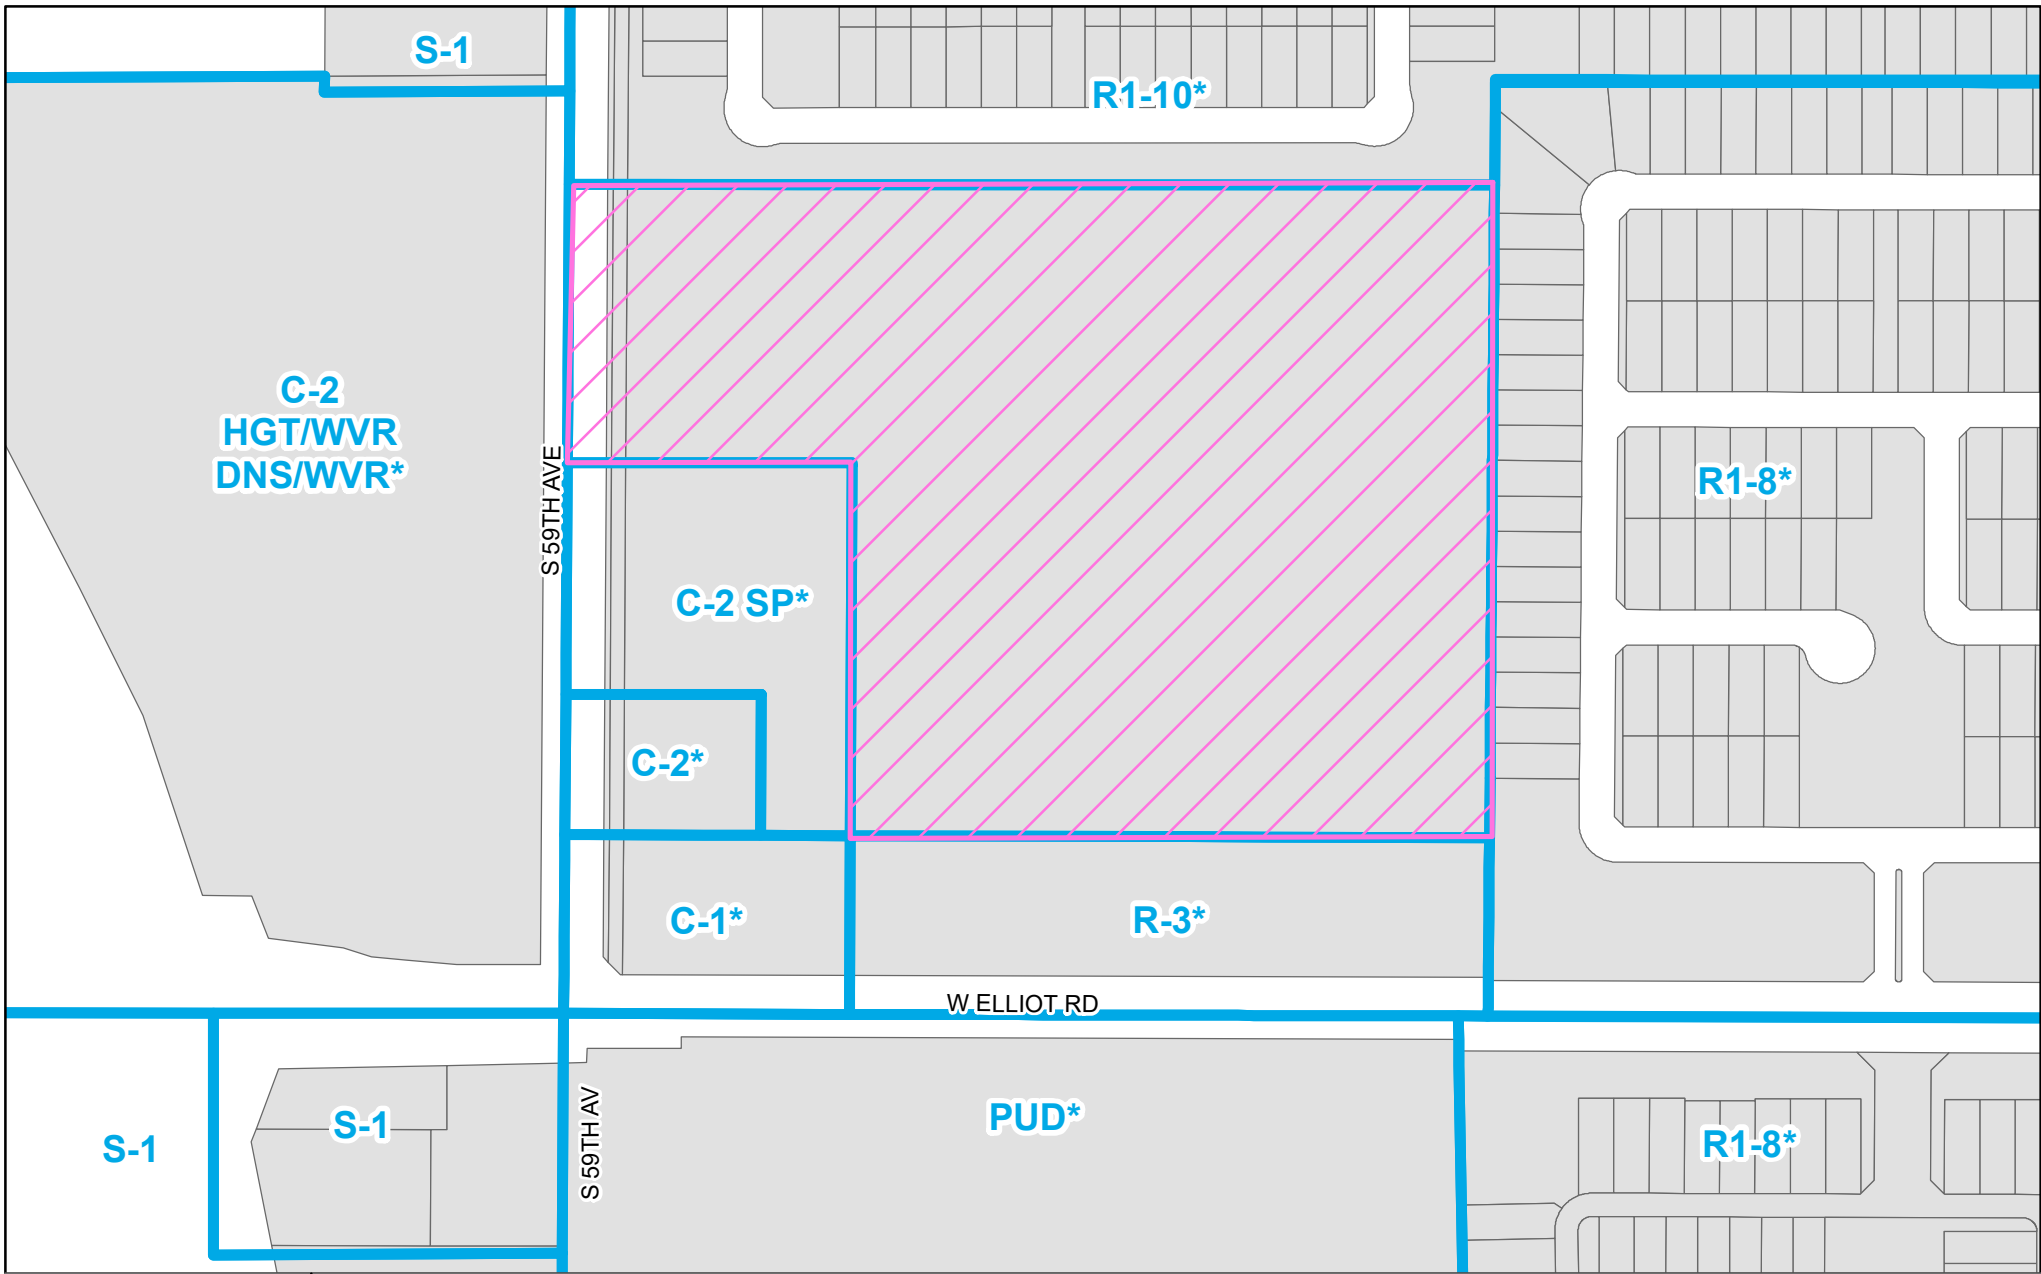 S-1
R1-10*
C-2
HGT/WVR
DNS/WVR*
S 59TH AVE
R1-8*
C-2 SP*
C-2*
C-1*
R-3*
W ELLIOT RD
S-1
S-1
S 59TH AV
PUD*
R1-8*